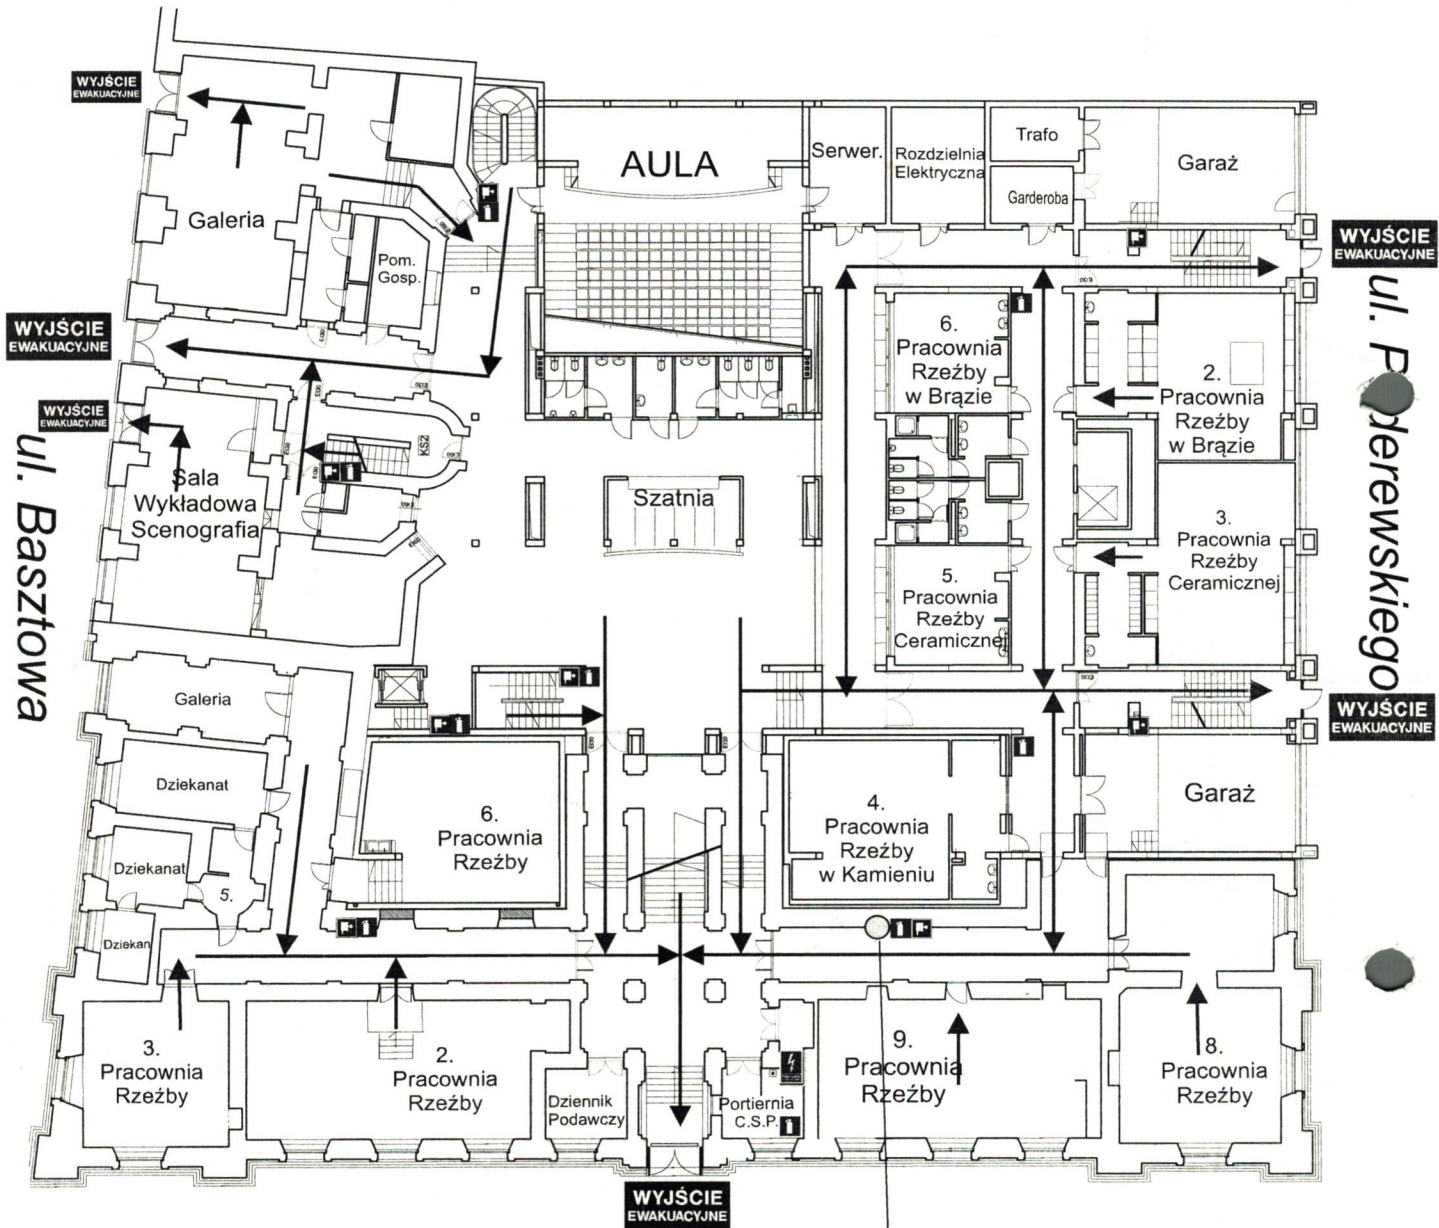 WYJŚCIE
EWAKUACYJNE
AULA
Serwer.
Rozdzielnia
Elektryczna
Trafo
Garderoba
Garaż
Galeria
Pom.
Gosp.
WYJŚCIE
EWAKUACYJNE
WYJŚCIE
EWAKUACYJNE
6.
Pracownia
Rzeźby
w Brązie
2.
Pracownia
Rzeźby
w Brązie
WYJŚCIE
EWAKUACYJNE
KS2
Sala
Wykładowa
Scenografia
Szatnia
3.
Pracownia
Rzeźby
Ceramicznej
5.
Pracownia
Rzeźby
Ceramicznej
ul. Basztowa
Galeria
WYJŚCIE
EWAKUACYJNE
Dziekanat
6.
Pracownia
Rzeźby
4.
Pracownia
Rzeźby
w Kamieniu
Garaż
Dziekanat
5.
Dziekan
3.
Pracownia
Rzeźby
2.
Pracownia
Rzeźby
Dziennik
Podawczy
Portiernia
C.S.P.
9.
Pracownia
Rzeźby
8.
Pracownia
Rzeźby
WYJŚCIE
EWAKUACYJNE